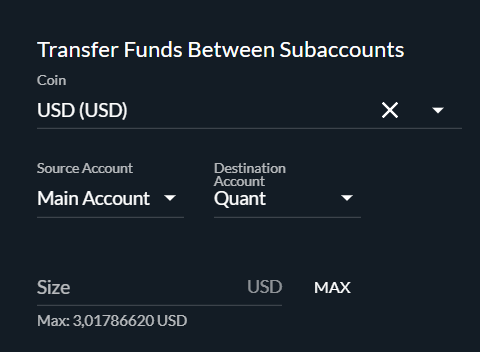 Transfer Funds Between Subaccounts
Coin
USD (USD)
Source Account
Destination
Account
Main Account
Quant
Size USD MAX
Max: 3,01786620 USD